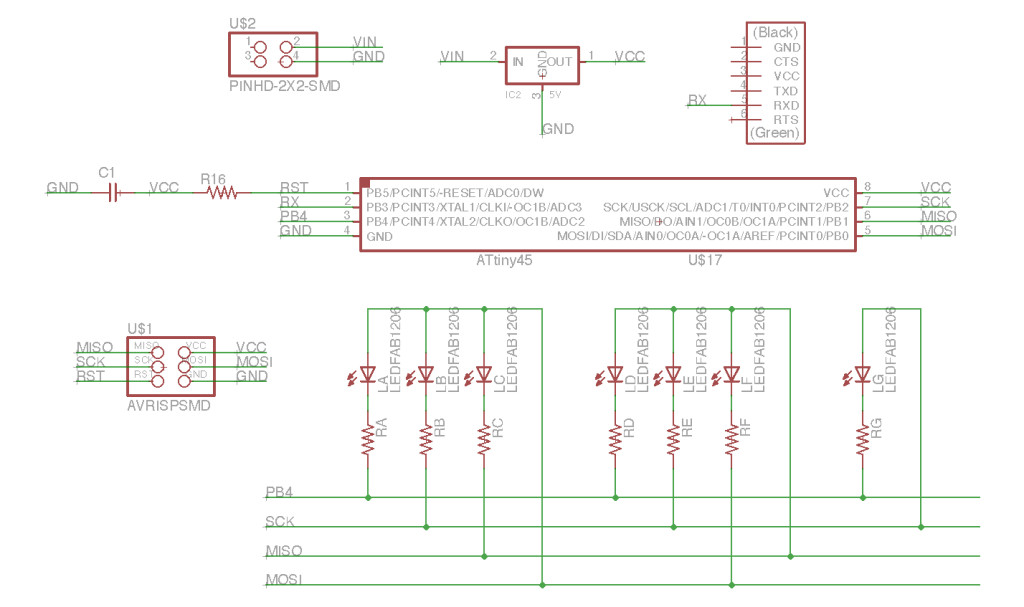 U$2
1 2 VIN
3 4 GND
PINHD-2X2-SMD
VIN 2 IN GND OUT 1 VCC
IC2 3 5V
GND
(Black)
1 GND
2 CTS
3 VCC
4 TXD
RX 5 RXD
6 RTS
(Green)
C1
GND VCC R16
RST 1 PB5/PCINT5/-RESET/ADC0/DW VCC 8 VCC
RX 2 PB3/PCINT3/XTAL1/CLKI/-OC1B/ADC3 SCK/USCK/SCL/ADC1/T0/INT0/PCINT2/PB2 7 SCK
PB4 3 PB4/PCINT4/XTAL2/CLKO/OC1B/ADC2 MISO/DO/AIN1/OC0B/OC1A/PCINT1/PB1 6 MISO
GND 4 GND MOSI/DI/SDA/AIN0/OC0A/-OC1A/AREF/PCINT0/PB0 5 MOSI
ATtiny45 U$17
U$1
MISO MISO VCC VCC
SCK SCK MOSI MOSI
RST RST GND GND
AVRISPSMD
LA LEDFAB1206
LB LEDFAB1206
LC LEDFAB1206
LD LEDFAB1206
LE LEDFAB1206
LF LEDFAB1206
LG LEDFAB1206
RA RB RC RD RE RF RG
PB4
SCK
MISO
MOSI